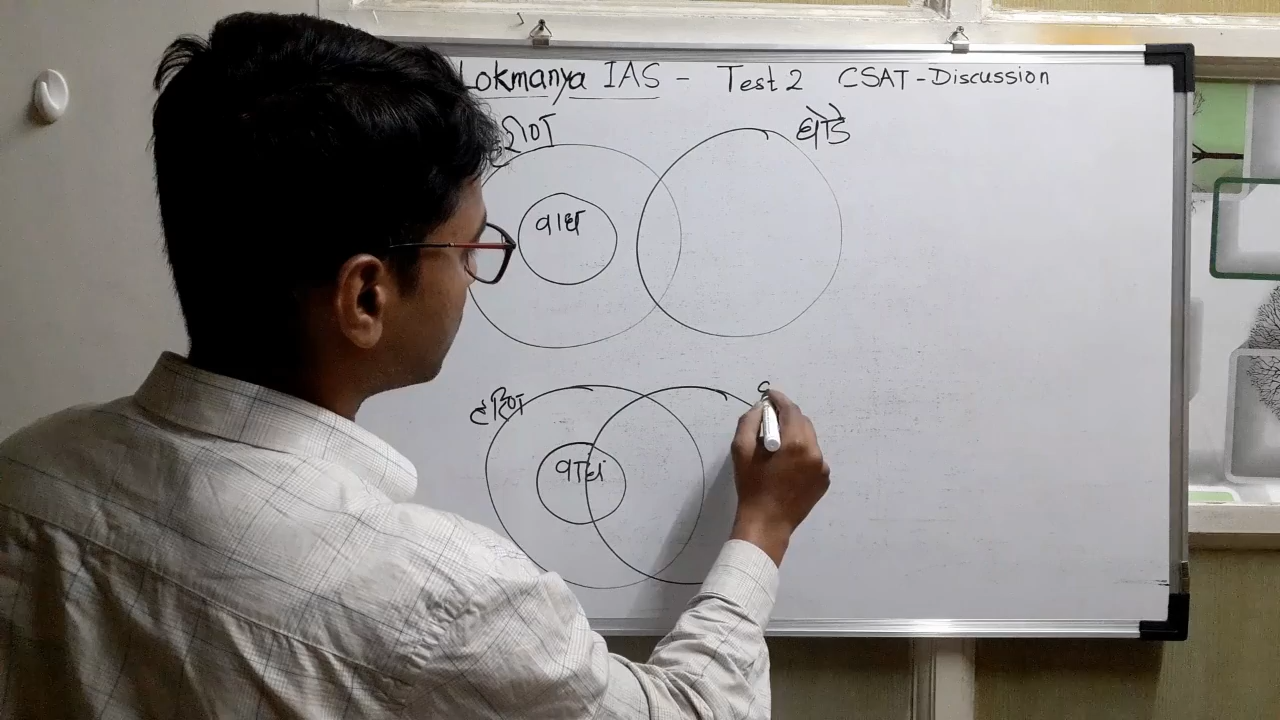 Lokmanya IAS - Test 2 CSAT - Discussion
घोडे
वाघ
हरिण
वाघ